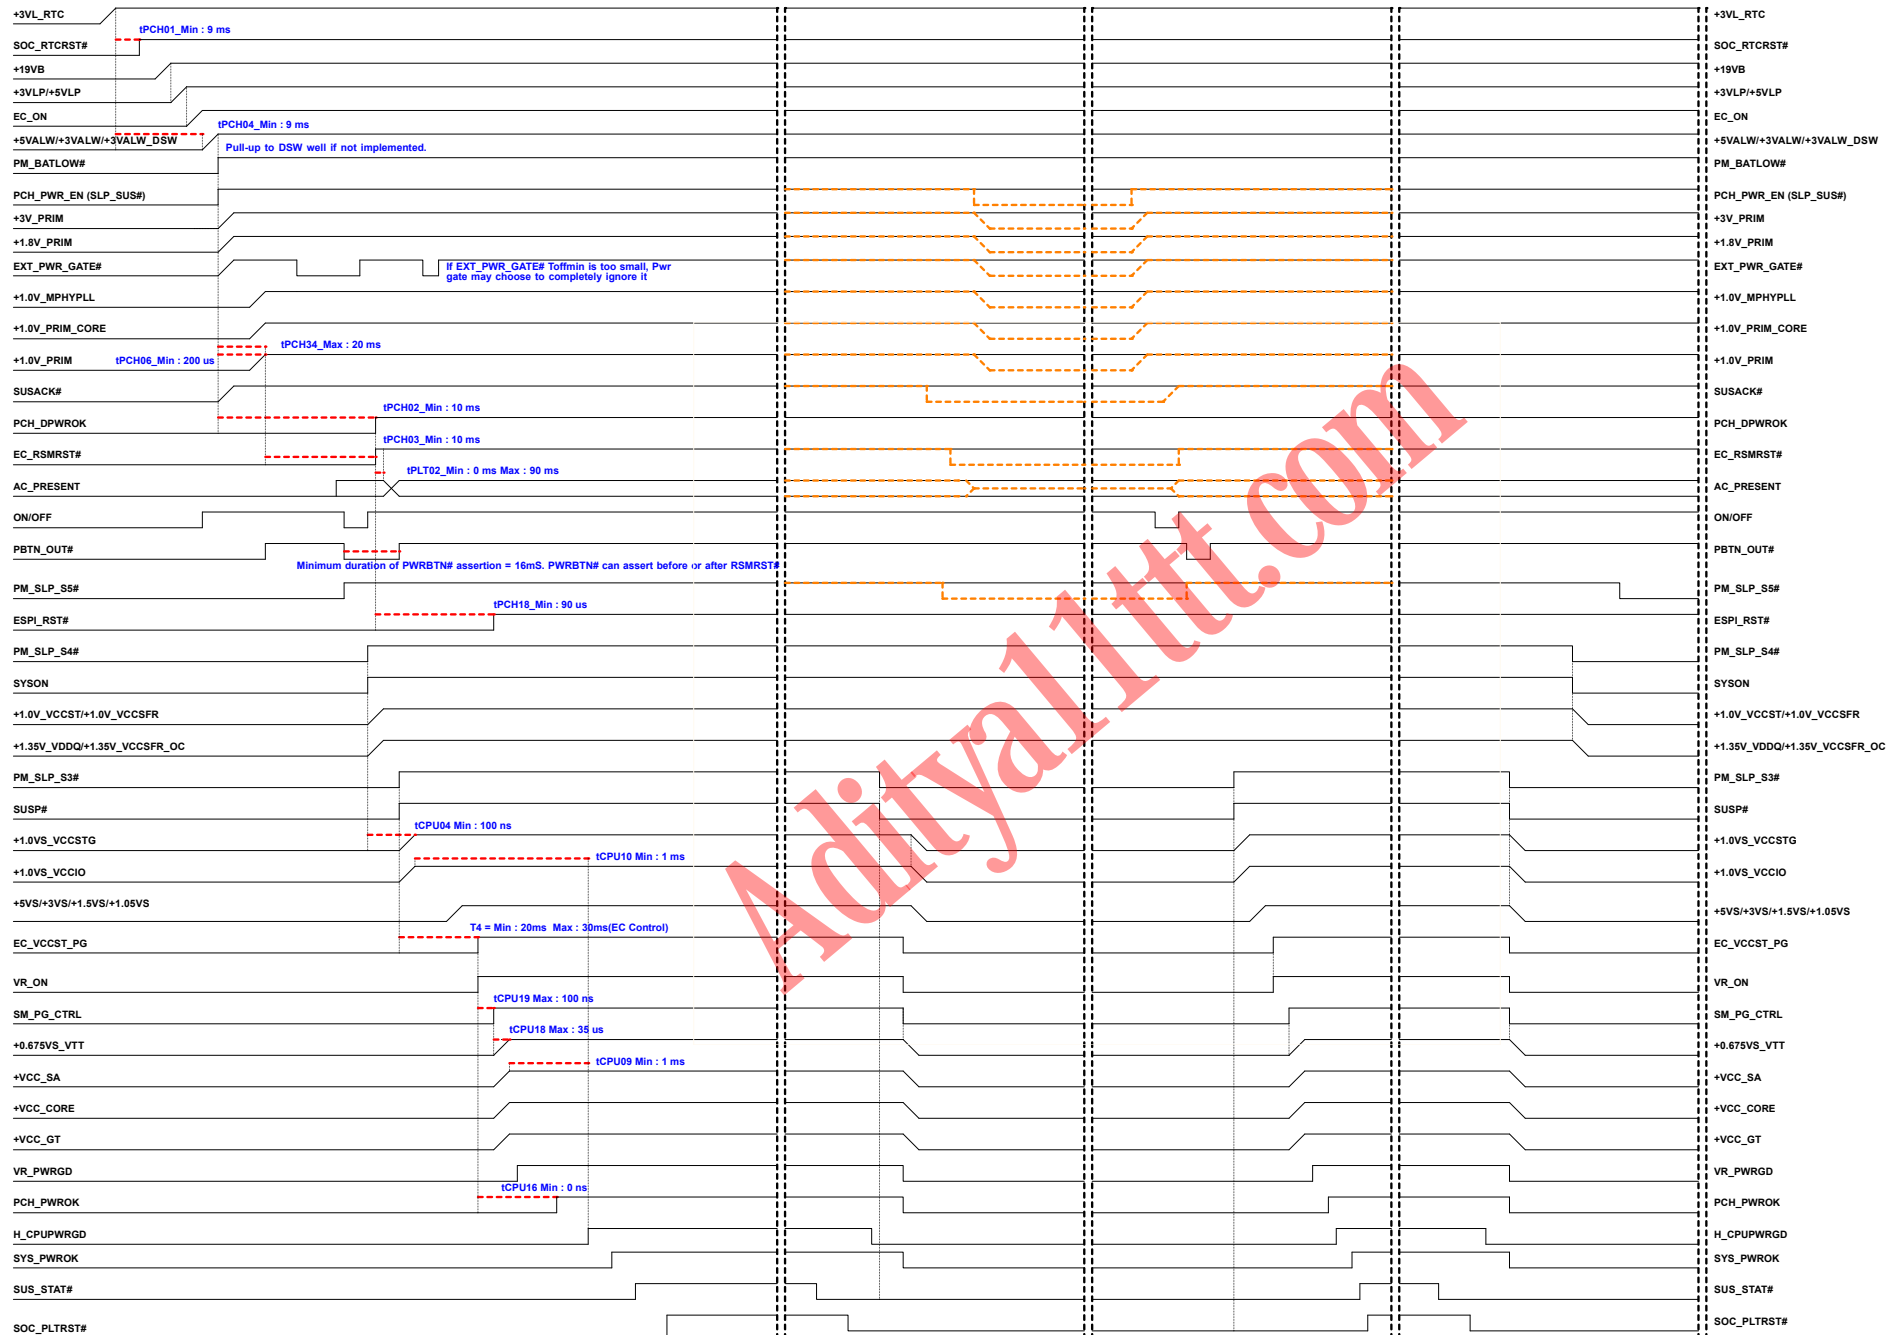 +3VL_RTC +3VL_RTC
tPCH01_Min : 9 ms
SOC_RTCRST# SOC_RTCRST#
+19VB +19VB
+3VLP/+5VLP +3VLP/+5VLP
EC_ON EC_ON
tPCH04_Min : 9 ms
+5VALW/+3VALW/+3VALW_DSW +5VALW/+3VALW/+3VALW_DSW
Pull-up to DSW well if not implemented.
PM_BATLOW# PM_BATLOW#
PCH_PWR_EN (SLP_SUS#) PCH_PWR_EN (SLP_SUS#)
+3V_PRIM +3V_PRIM
+1.8V_PRIM +1.8V_PRIM
EXT_PWR_GATE# EXT_PWR_GATE#
If EXT_PWR_GATE# Toffmin is too small, Pwr
gate may choose to completely ignore it
+1.0V_MPHYPLL +1.0V_MPHYPLL
+1.0V_PRIM_CORE +1.0V_PRIM_CORE
tPCH34_Max : 20 ms
+1.0V_PRIM tPCH06_Min : 200 us +1.0V_PRIM
SUSACK# SUSACK#
tPCH02_Min : 10 ms
PCH_DPWROK PCH_DPWROK
tPCH03_Min : 10 ms
EC_RSMRST# EC_RSMRST#
tPLT02_Min : 0 ms Max : 90 ms
AC_PRESENT AC_PRESENT
ON/OFF ON/OFF
PBTN_OUT# PBTN_OUT#
Minimum duration of PWRBTN# assertion = 16mS. PWRBTN# can assert before or after RSMRST#
PM_SLP_S5# PM_SLP_S5#
tPCH18_Min : 90 us
ESPI_RST# ESPI_RST#
PM_SLP_S4# PM_SLP_S4#
SYSON SYSON
+1.0V_VCCST/+1.0V_VCCSFR +1.0V_VCCST/+1.0V_VCCSFR
+1.35V_VDDQ/+1.35V_VCCSFR_OC +1.35V_VDDQ/+1.35V_VCCSFR_OC
PM_SLP_S3# PM_SLP_S3#
SUSP# SUSP#
tCPU04 Min : 100 ns
+1.0VS_VCCSTG +1.0VS_VCCSTG
tCPU10 Min : 1 ms
+1.0VS_VCCIO +1.0VS_VCCIO
+5VS/+3VS/+1.5VS/+1.05VS +5VS/+3VS/+1.5VS/+1.05VS
T4 = Min : 20ms Max : 30ms(EC Control)
EC_VCCST_PG EC_VCCST_PG
VR_ON VR_ON
tCPU19 Max : 100 ns
SM_PG_CTRL SM_PG_CTRL
tCPU18 Max : 35 us
+0.675VS_VTT +0.675VS_VTT
tCPU09 Min : 1 ms
+VCC_SA +VCC_SA
+VCC_CORE +VCC_CORE
+VCC_GT +VCC_GT
VR_PWRGD VR_PWRGD
tCPU16 Min : 0 ns
PCH_PWROK PCH_PWROK
H_CPUPWRGD H_CPUPWRGD
SYS_PWROK SYS_PWROK
SUS_STAT# SUS_STAT#
SOC_PLTRST# SOC_PLTRST#
Aditya11ttt.com